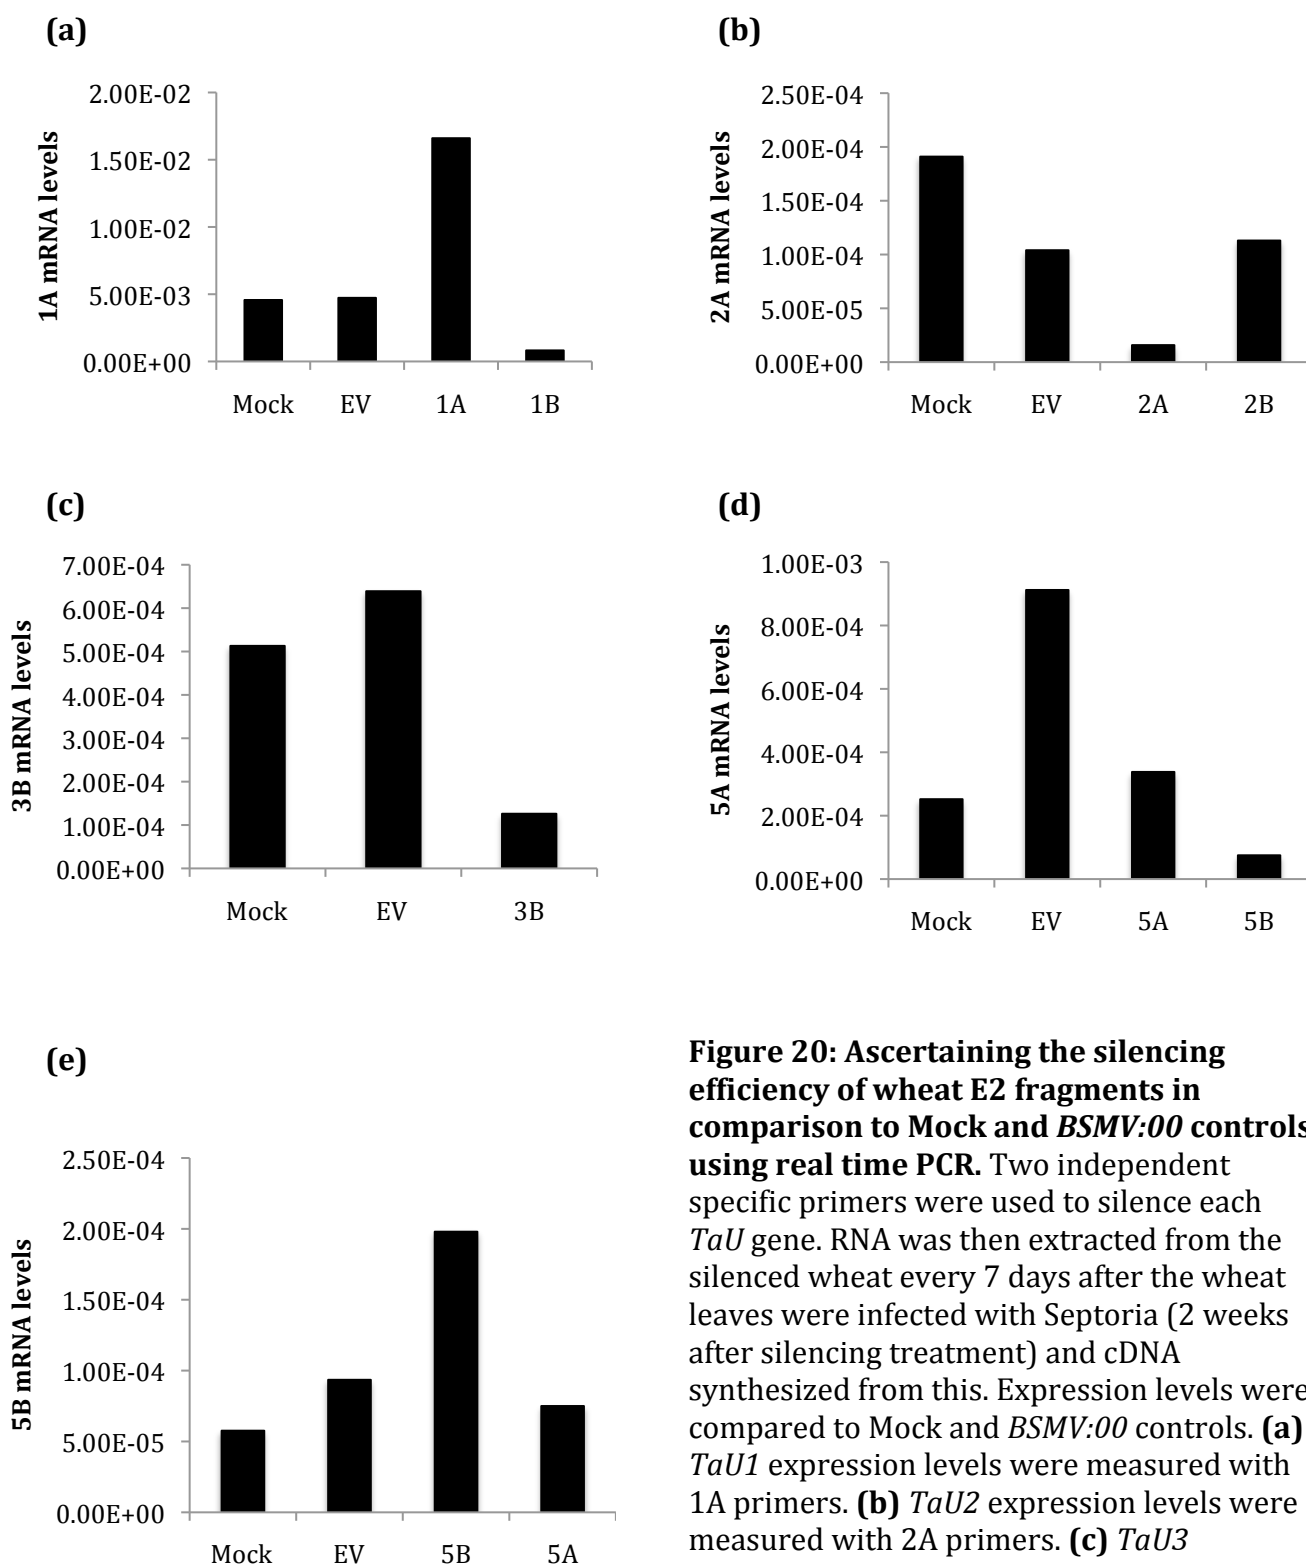 (a)
2.00E-02
1.50E-02
1.00E-02
5.00E-03
0.00E+00
1A mRNA levels
Mock EV 1A 1B
(b)
2.50E-04
2.00E-04
1.50E-04
1.00E-04
5.00E-05
0.00E+00
2A mRNA levels
Mock EV 2A 2B
(c)
7.00E-04
6.00E-04
5.00E-04
4.00E-04
3.00E-04
2.00E-04
1.00E-04
0.00E+00
3B mRNA levels
Mock EV 3B
(d)
1.00E-03
8.00E-04
6.00E-04
4.00E-04
2.00E-04
0.00E+00
5A mRNA levels
Mock EV 5A 5B
(e)
2.50E-04
2.00E-04
1.50E-04
1.00E-04
5.00E-05
0.00E+00
5B mRNA levels
Mock EV 5B 5A
Figure 20: Ascertaining the silencing
efficiency of wheat E2 fragments in
comparison to Mock and BSMV:00 controls
using real time PCR. Two independent
specific primers were used to silence each
TaU gene. RNA was then extracted from the
silenced wheat every 7 days after the wheat
leaves were infected with Septoria (2 weeks
after silencing treatment) and cDNA
synthesized from this. Expression levels were
compared to Mock and BSMV:00 controls. (a)
TaU1 expression levels were measured with
1A primers. (b) TaU2 expression levels were
measured with 2A primers. (c) TaU3